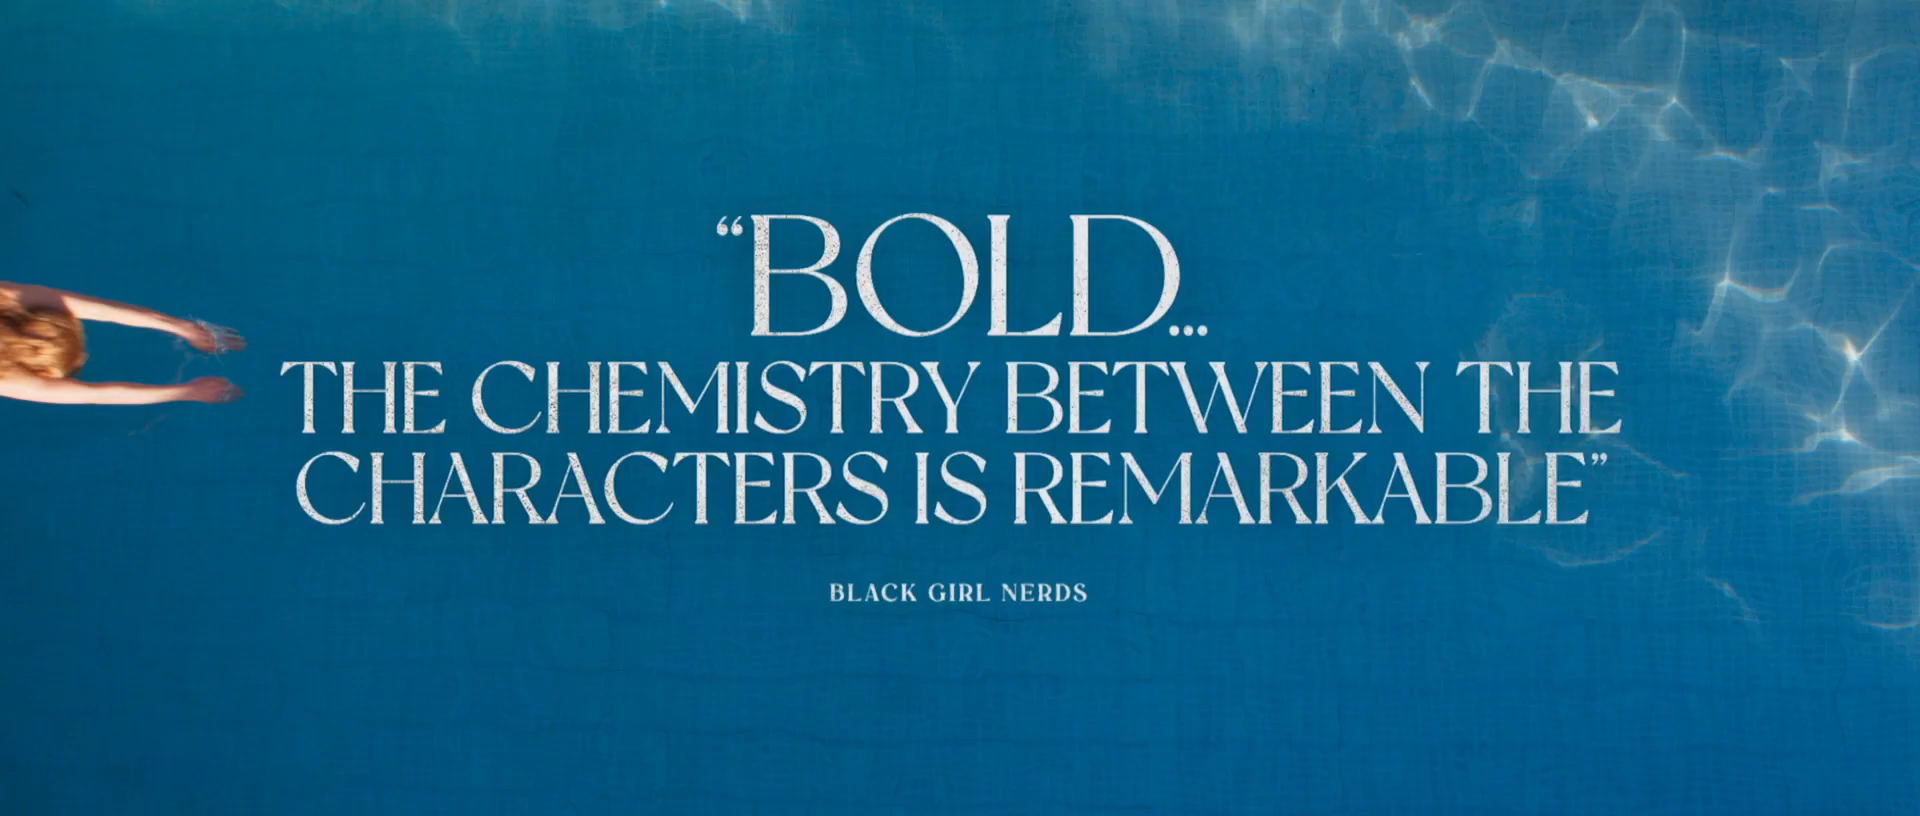 “BOLD...
THE CHEMISTRY BETWEEN THE
CHARACTERS IS REMARKABLE”
BLACK GIRL NERDS